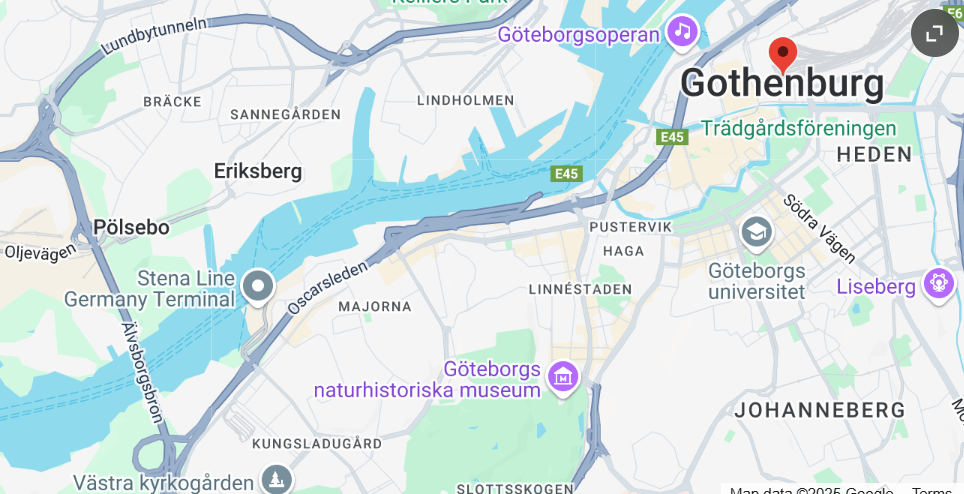 Lundbytunneln
Göteborgsoperan
E6
Gothenburg
BRÄCKE
LINDHOLMEN
SANNEGÅRDEN
E45
Trädgårdsföreningen
HEDEN
Eriksberg
E45
Pölsebo
PUSTERVIK
Södra Vägen
Oljevägen
HAGA
Stena Line
Germany Terminal
Oscarsleden
Göteborgs
universitet
LINNÉSTADEN
Liseberg
MAJORNA
Älvsborgsbron
Göteborgs
naturhistoriska museum
JOHANNEBERG
KUNGSLADUGÅRD
Västra kyrkogården
SLOTTSSKOGEN
Map data ©2025 Google
Terms